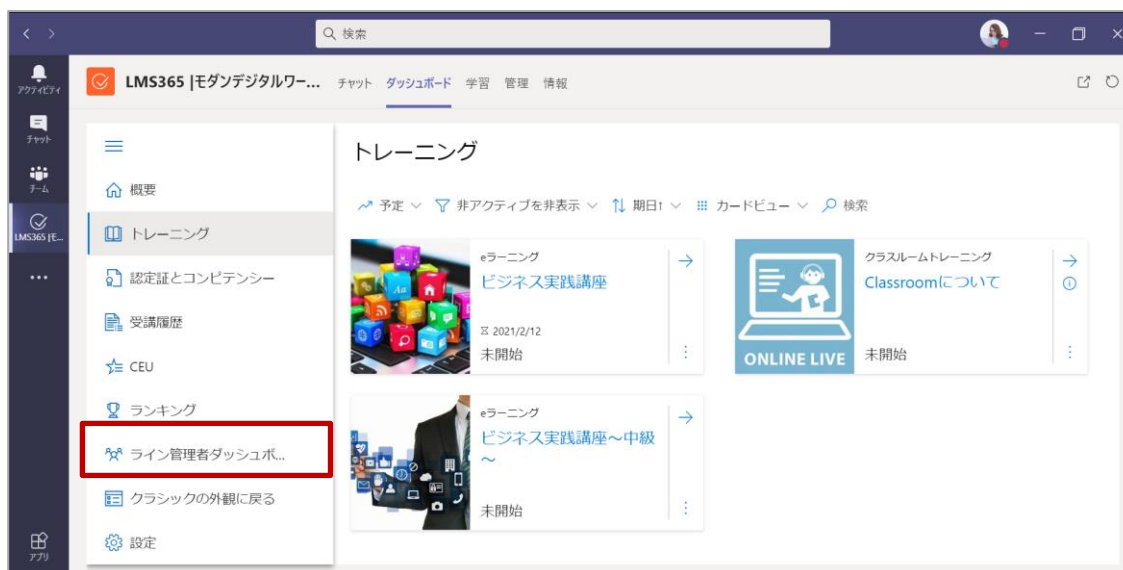 検索
アクティビティ
チャット
チーム
LMS365 |モ...
アプリ
LMS365 |モダンデジタルワー...
チャット ダッシュボード 学習 管理 情報
概要
トレーニング
認定証とコンピテンシー
受講履歴
CEU
ランキング
ライン管理者ダッシュボ...
クラシックの外観に戻る
設定
トレーニング
予定 非アクティブを非表示 期日↑ カードビュー 検索
eラーニング
ビジネス実践講座
2021/2/12
未開始
ONLINE LIVE
クラスルームトレーニング
Classroomについて
未開始
eラーニング
ビジネス実践講座～中級
～
未開始